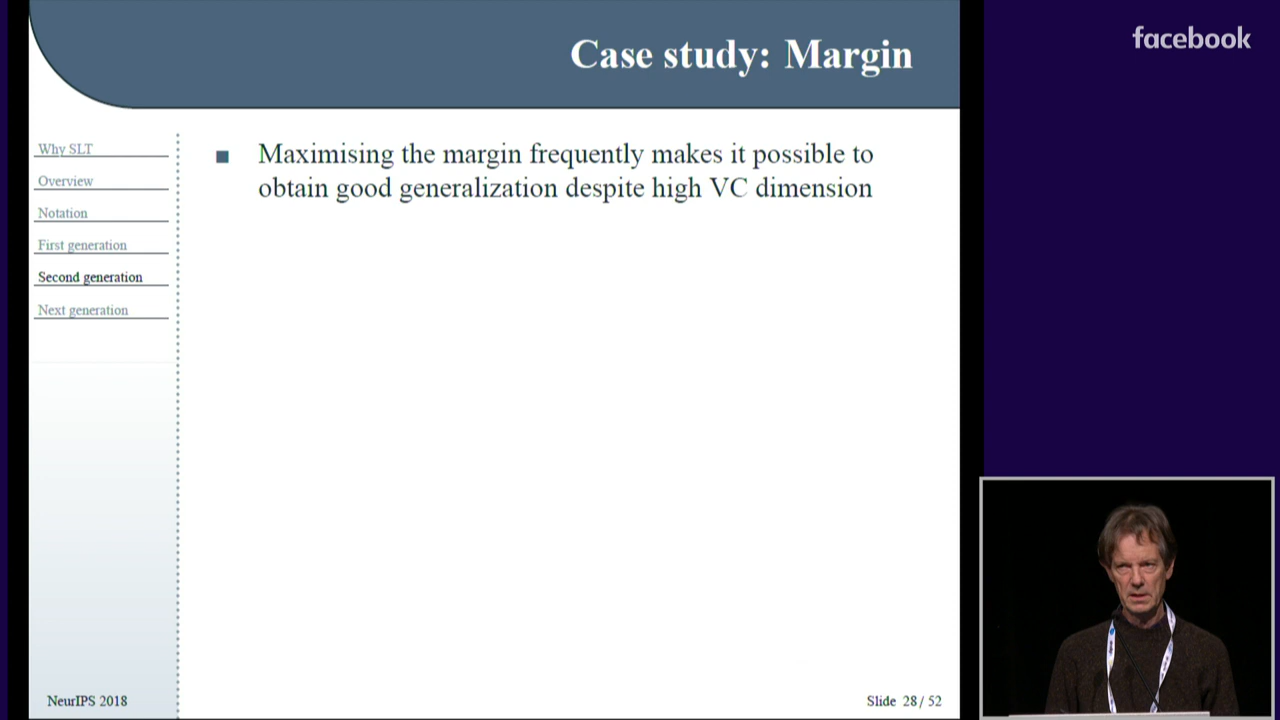 facebook
Case study: Margin
Why SLT
Overview
Notation
First generation
Second generation
Next generation
■ Maximising the margin frequently makes it possible to
obtain good generalization despite high VC dimension
NeurIPS 2018
Slide 28 / 52